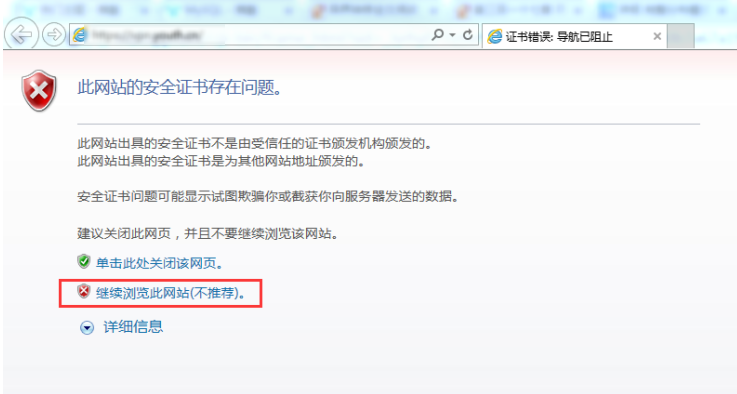 证书错误: 导航已阻止
此网站的安全证书存在问题。
此网站出具的安全证书不是由受信任的证书颁发机构颁发的。
此网站出具的安全证书是为其他网站地址颁发的。
安全证书问题可能显示试图欺骗你或截获你向服务器发送的数据。
建议关闭此网页，并且不要继续浏览该网站。
单击此处关闭该网页。
继续浏览此网站(不推荐)。
详细信息